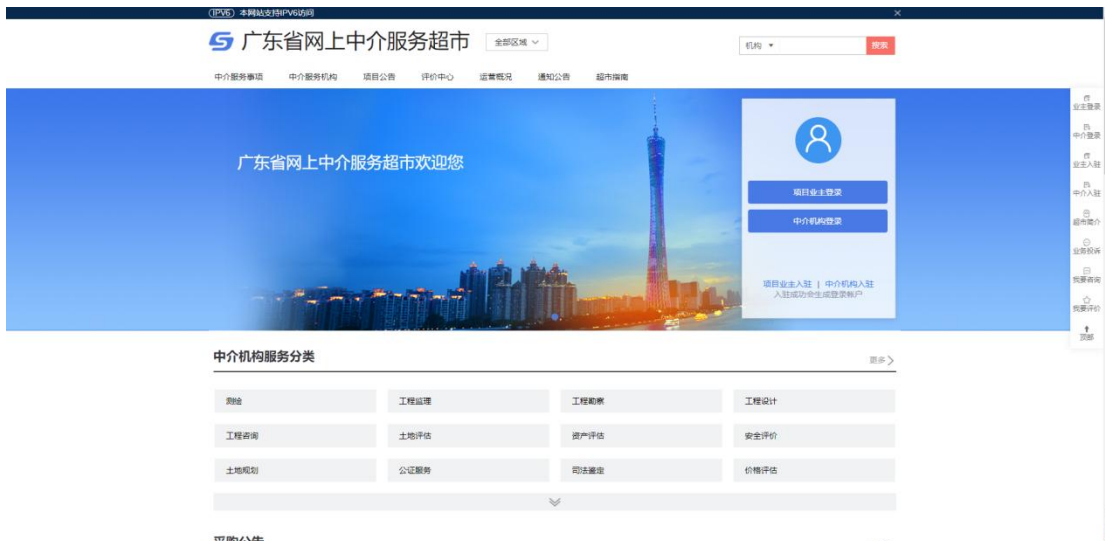 IPV6 本网站支持IPV6访问
广东省网上中介服务超市 全部区域
机构 搜索
中介服务事项 中介服务机构 项目公告 评价中心 运营概况 通知公告 超市指南
广东省网上中介服务超市欢迎您
项目业主登录
中介机构登录
项目业主入驻 | 中介机构入驻
入驻成功会生成登录帐户
业主登录
中介登录
业主入驻
中介入驻
超市简介
业务投诉
我要咨询
我要评价
顶部
中介机构服务分类 更多
测绘 工程监理 工程勘察 工程设计
工程咨询 土地评估 资产评估 安全评价
土地规划 公证服务 司法鉴定 价格评估
采购公告